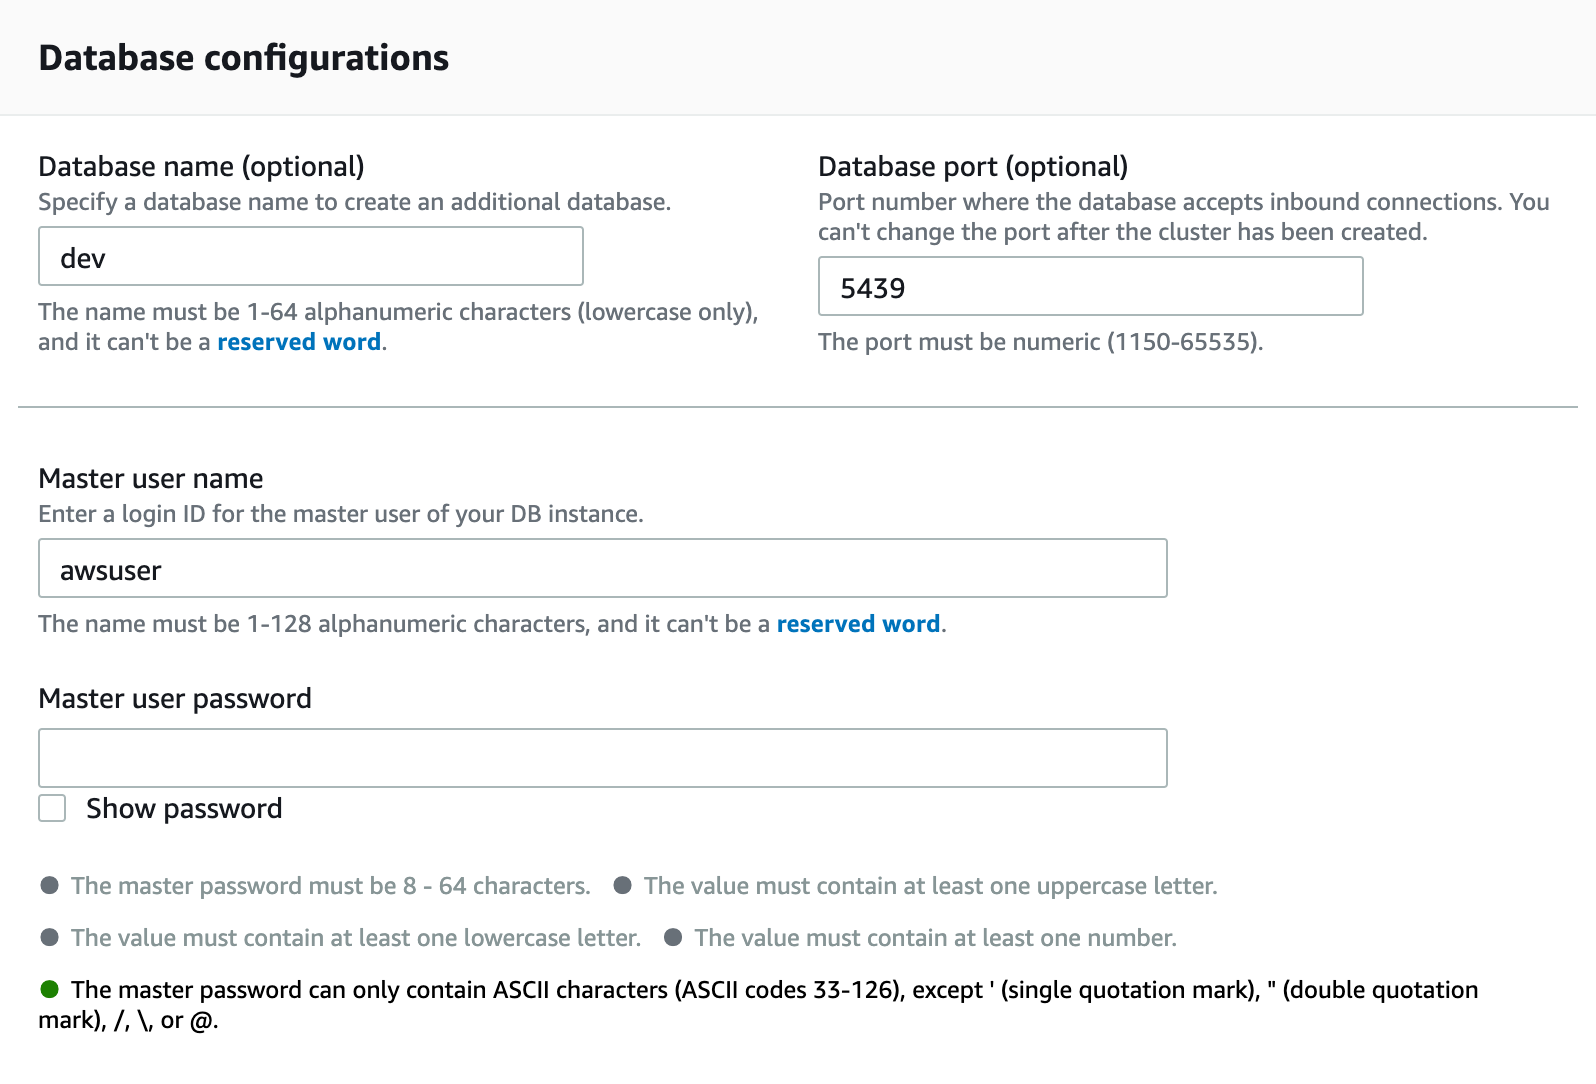 Database configurations
Database name (optional)
Specify a database name to create an additional database.
dev
The name must be 1-64 alphanumeric characters (lowercase only),
and it can't be a reserved word.
Database port (optional)
Port number where the database accepts inbound connections. You
can't change the port after the cluster has been created.
5439
The port must be numeric (1150-65535).
Master user name
Enter a login ID for the master user of your DB instance.
awsuser
The name must be 1-128 alphanumeric characters, and it can't be a reserved word.
Master user password
Show password
The master password must be 8 - 64 characters. The value must contain at least one uppercase letter.
The value must contain at least one lowercase letter. The value must contain at least one number.
The master password can only contain ASCII characters (ASCII codes 33-126), except ' (single quotation mark), " (double quotation
mark), /, \, or @.